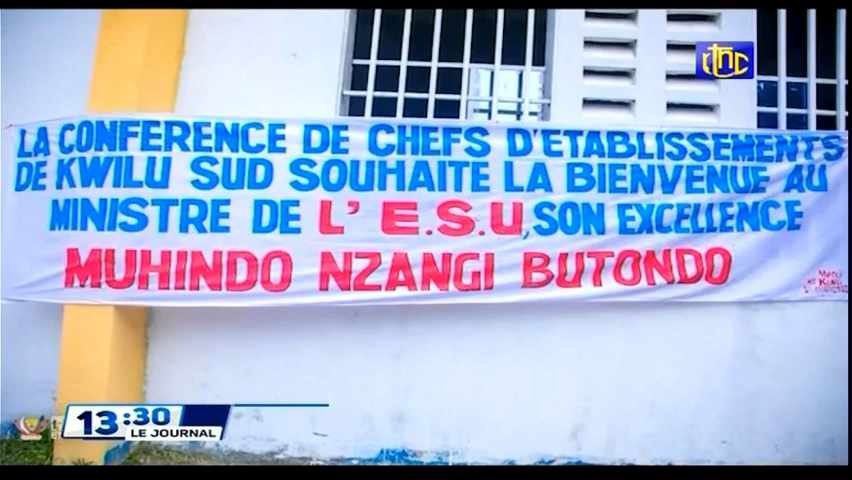 rtnc
LA CONFERENCE DE CHEFS D'ETABLISSEMENTS
DE KWILU SUD SOUHAITE LA BIENVENUE AU
MINISTRE DE L'E.S.U, SON EXCELLENCE
MUHINDO NZANGI BUTONDO
13:30
LE JOURNAL